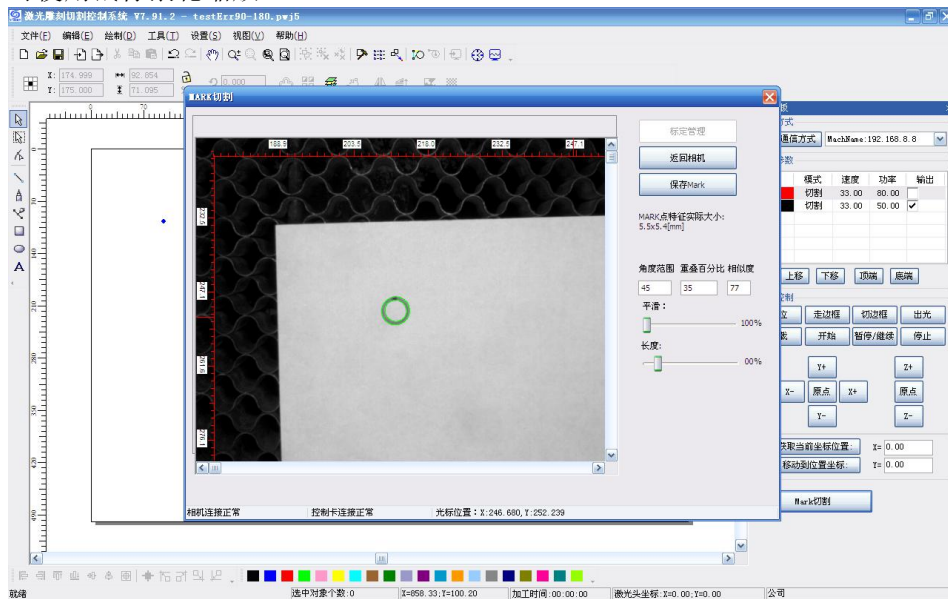 激光雕刻切割控制系统 V7.91.2 - testErr90-180.pwj5
文件(F) 编辑(E) 绘制(D) 工具(T) 设置(S) 视图(V) 帮助(H)
X: 174.999 92.854
Y: 175.000 71.095
0.000
0 70
MARK切割
188.9 203.5 218.0 232.5 247.1
232.5
247.1
261.6
276.1
标定管理
返回相机
保存Mark
MARK点特征实际大小:
5.5x5.4[mm]
角度范围 重叠百分比 相似度
45 35 77
平滑:
100%
长度:
00%
相机连接正常 控制卡连接正常 光标位置:X:246.680,Y:252.239
通信方式 MachName:192.168.8.8
模式 速度 功率 输出
切割 33.00 80.00
切割 33.00 50.00
上移 下移 顶端 底端
走边框 切边框 出光
开始 暂停/继续 停止
Y+ Z+
X- 原点 X+ 原点
Y- Z-
获取当前坐标位置: X= 0.00
移动到位置坐标: Y= 0.00
Mark切割
就绪 选中对象个数:0 X=858.33;Y=100.20 加工时间:00:00:00 激光头坐标:X=0.00;Y=0.00 公司